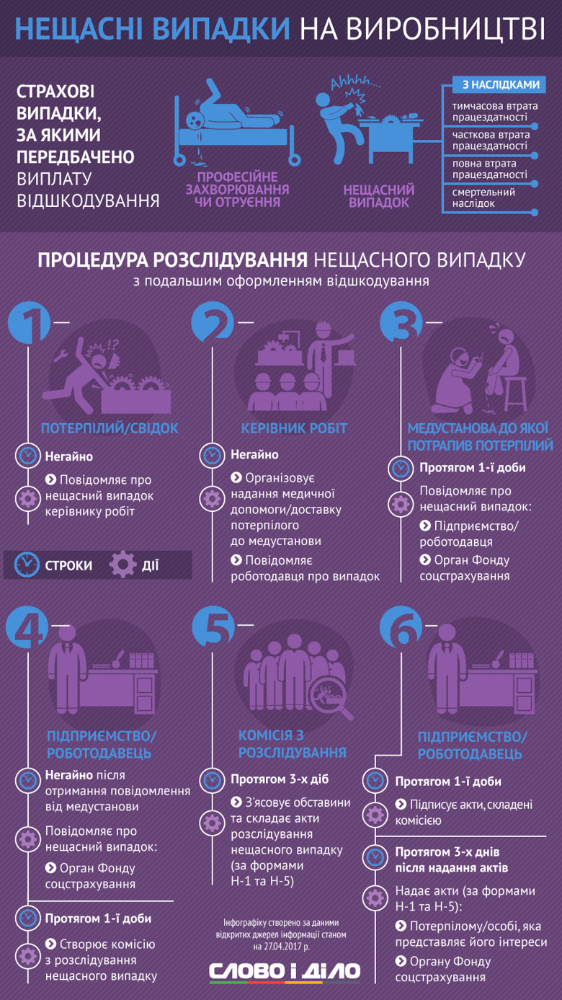 НЕЩАСНІ ВИПАДКИ НА ВИРОБНИЦТВІ
СТРАХОВІ
ВИПАДКИ,
ЗА ЯКИМИ
ПЕРЕДБАЧЕНО
ВИПЛАТУ
ВІДШКОДУВАННЯ
ПРОФЕСІЙНЕ
ЗАХВОРЮВАННЯ
ЧИ ОТРУЄННЯ
Ahhhh....
НЕЩАСНИЙ
ВИПАДОК
З НАСЛІДКАМИ
тимчасова втрата
працездатності
часткова втрата
працездатності
повна втрата
працездатності
смертельний
наслідок
ПРОЦЕДУРА РОЗСЛІДУВАННЯ НЕЩАСНОГО ВИПАДКУ
з подальшим оформленням відшкодування
1
!?
ПОТЕРПІЛИЙ/СВІДОК
Негайно
Повідомляє про
нещасний випадок
керівнику робіт
СТРОКИ
ДІЇ
2
КЕРІВНИК РОБІТ
Негайно
Організовує
надання медичної
допомоги/доставку
потерпілого
до медустанови
Повідомляє
роботодавця про випадок
3
МЕДУСТАНОВА ДО ЯКОЇ
ПОТРАПИВ ПОТЕРПІЛИЙ
Протягом 1-ї доби
Повідомляє про
нещасний випадок:
Підприємство/
роботодавця
Орган Фонду
соцстрахування
4
ПІДПРИЄМСТВО/
РОБОТОДАВЕЦЬ
Негайно після
отримання повідомлення
від медустанови
Повідомляє про
нещасний випадок:
Орган Фонду
соцстрахування
Протягом 1-ї доби
Створює комісію
з розслідування
нещасного випадку
5
КОМІСІЯ З
РОЗСЛІДУВАННЯ
Протягом 3-х діб
З'ясовує обставини
та складає акти
розслідування
нещасного випадку
(за формами
Н-1 та Н-5)
6
ПІДПРИЄМСТВО/
РОБОТОДАВЕЦЬ
Протягом 1-ї доби
Підписує акти, складені
комісією
Протягом 3-х днів
після надання актів
Надає акти (за формами
Н-1 та Н-5):
Потерпілому/особі, яка
представляє його інтереси
Органу Фонду
соцстрахування
Інфографіку створено за даними
відкритих джерел інформації станом
на 27.04.2017 р.
СЛОВО і ДІЛО